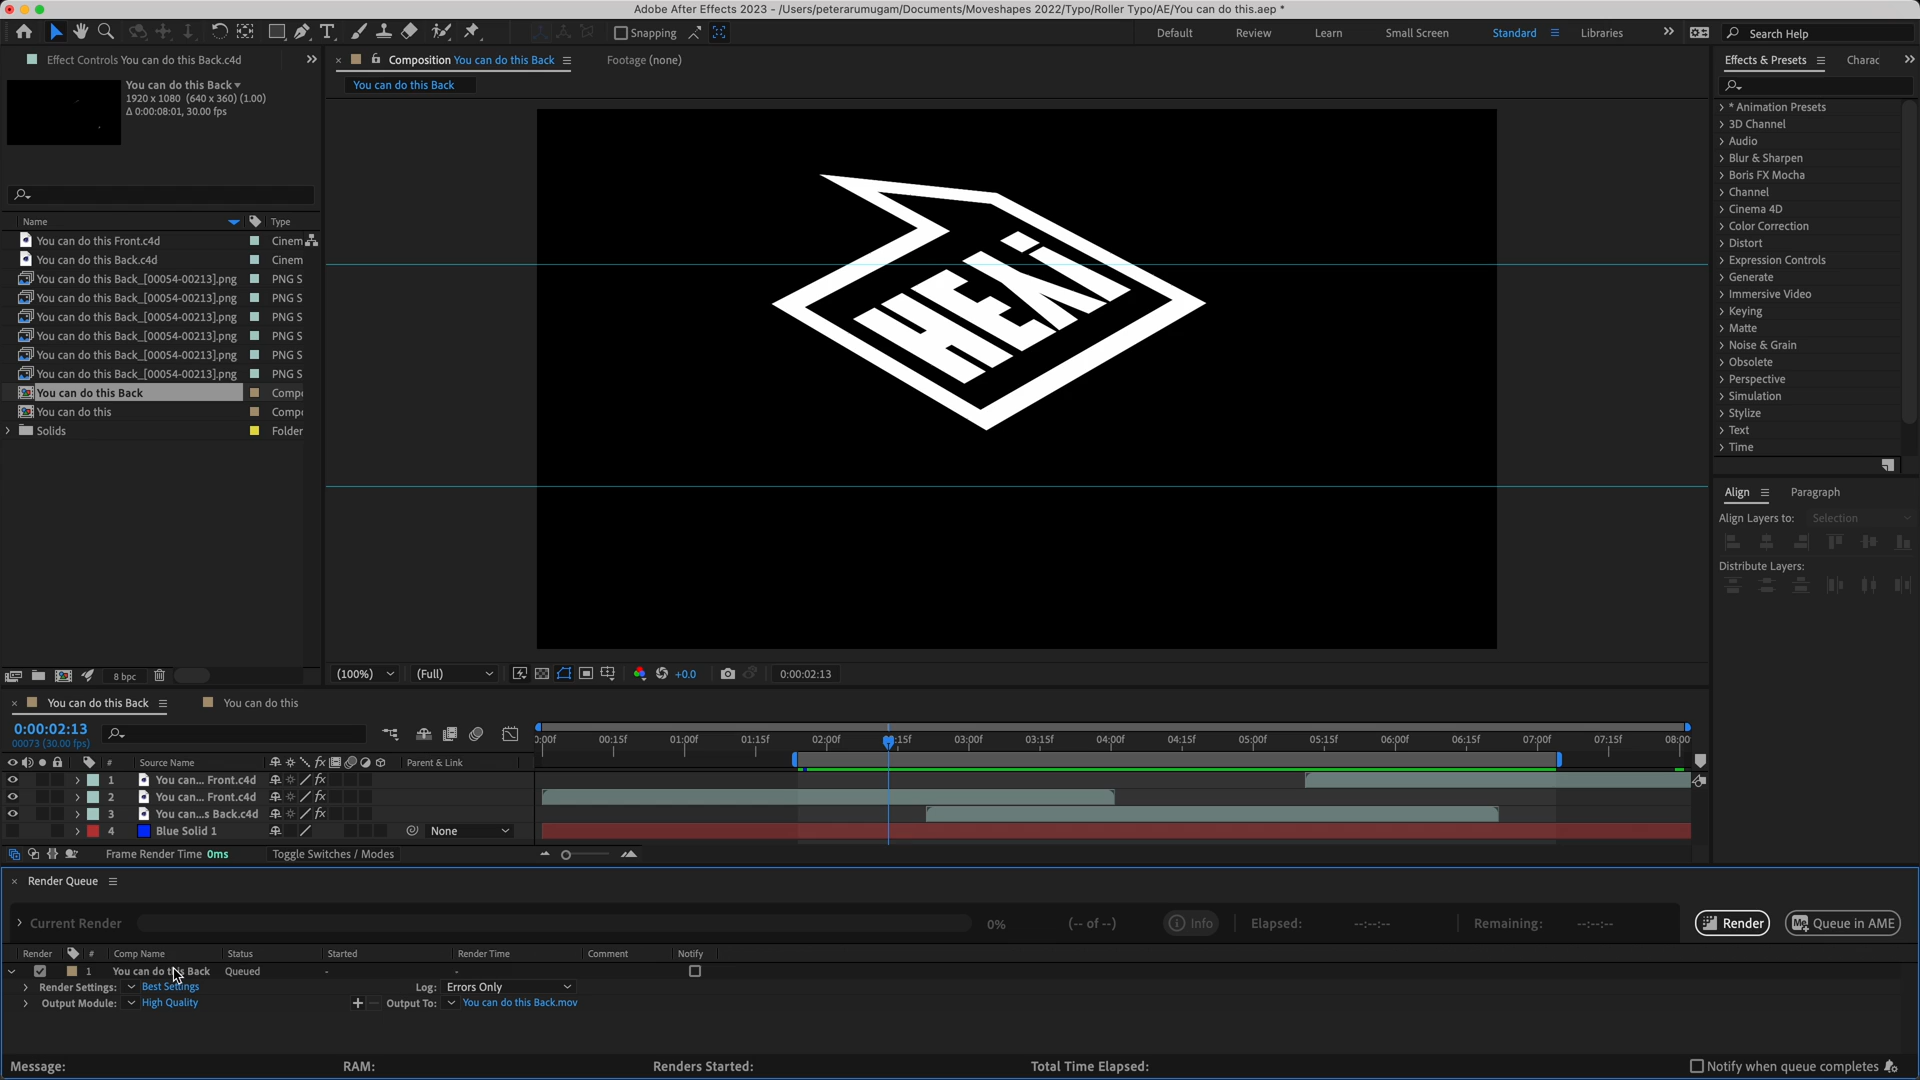 Adobe After Effects 2023 - /Users/peterarumugam/Documents/Moveshapes 2022/Typo/Roller Typo/AE/You can do this.aep *
Snapping
Default
Review
Learn
Small Screen
Standard
Libraries
Search Help
Effect Controls You can do this Back.c4d
Composition You can do this Back
Footage (none)
Effects & Presets
Charac
You can do this Back
1920 x 1080 (640 x 360) (1.00)
Δ 0:00:08:01, 30.00 fps
You can do this Back
Name
Type
You can do this Front.c4d
Cinem
You can do this Back.c4d
Cinem
You can do this Back_[00054-00213].png
PNG S
You can do this Back_[00054-00213].png
PNG S
You can do this Back_[00054-00213].png
PNG S
You can do this Back_[00054-00213].png
PNG S
You can do this Back_[00054-00213].png
PNG S
You can do this Back_[00054-00213].png
PNG S
You can do this Back
Comp
You can do this
Comp
Solids
Folder
HEXi
* Animation Presets
3D Channel
Audio
Blur & Sharpen
Boris FX Mocha
Channel
Cinema 4D
Color Correction
Distort
Expression Controls
Generate
Immersive Video
Keying
Matte
Noise & Grain
Obsolete
Perspective
Simulation
Stylize
Text
Time
Align
Paragraph
Align Layers to:
Selection
Distribute Layers:
8 bpc
(100%)
(Full)
+0.0
0:00:02:13
You can do this Back
You can do this
0:00:02:13
00073 (30.00 fps)
0:00f
00:15f
01:00f
01:15f
02:00f
:15f
03:00f
03:15f
04:00f
04:15f
05:00f
05:15f
06:00f
06:15f
07:00f
07:15f
08:00
#
Source Name
fx
Parent & Link
1
You can... Front.c4d
fx
2
You can... Front.c4d
fx
3
You can...s Back.c4d
fx
4
Blue Solid 1
None
Frame Render Time 0ms
Toggle Switches / Modes
Render Queue
Current Render
0%
(-- of --)
Info
Elapsed:
--:--:--
Remaining:
--:--:--
Render
Queue in AME
Render
#
Comp Name
Status
Started
Render Time
Comment
Notify
1
You can do this Back
Queued
-
-
Render Settings:
Best Settings
Log:
Errors Only
Output Module:
High Quality
Output To:
You can do this Back.mov
Message:
RAM:
Renders Started:
Total Time Elapsed:
Notify when queue completes